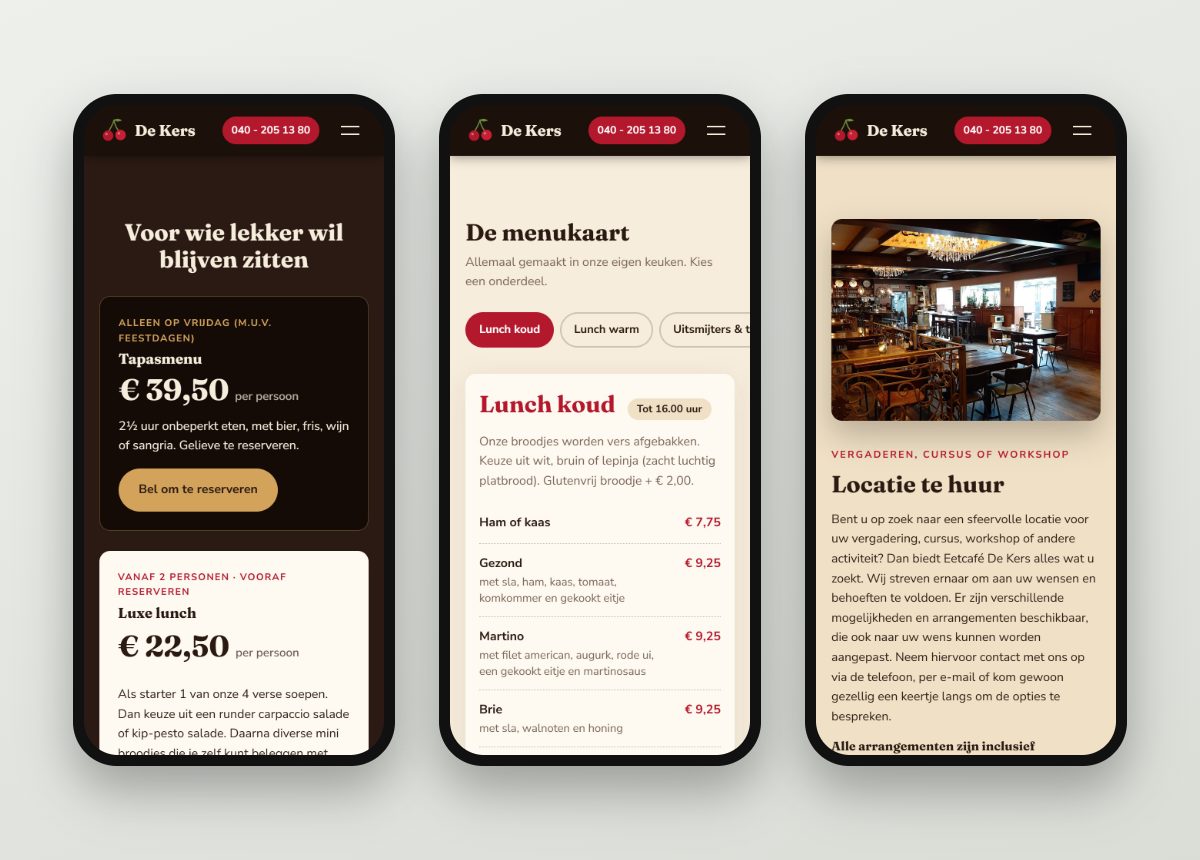 De Kers
040 - 205 13 80
Voor wie lekker wil
blijven zitten
ALLEEN OP VRIJDAG (M.U.V.
FEESTDAGEN)
Tapasmenu
€ 39,50 per persoon
2½ uur onbeperkt eten, met bier, fris, wijn
of sangria. Gelieve te reserveren.
Bel om te reserveren
VANAF 2 PERSONEN · VOORAF
RESERVEREN
Luxe lunch
€ 22,50 per persoon
Als starter 1 van onze 4 verse soepen.
Dan keuze uit een runder carpaccio salade
of kip-pesto salade. Daarna diverse mini
broodjes die je zelf kunt beleggen met
De Kers
040 - 205 13 80
De menukaart
Allemaal gemaakt in onze eigen keuken. Kies
een onderdeel.
Lunch koud
Lunch warm
Uitsmijters & t
Lunch koud
Tot 16.00 uur
Onze broodjes worden vers afgebakken.
Keuze uit wit, bruin of lepinja (zacht luchtig
platbrood). Glutenvrij broodje + € 2,00.
Ham of kaas € 7,75
Gezond € 9,25
met sla, ham, kaas, tomaat,
komkommer en gekookt eitje
Martino € 9,25
met filet american, augurk, rode ui,
een gekookt eitje en martinosaus
Brie € 9,25
met sla, walnoten en honing
De Kers
040 - 205 13 80
VERGADEREN, CURSUS OF WORKSHOP
Locatie te huur
Bent u op zoek naar een sfeervolle locatie voor
uw vergadering, cursus, workshop of andere
activiteit? Dan biedt Eetcafé De Kers alles wat u
zoekt. Wij streven ernaar om aan uw wensen en
behoeften te voldoen. Er zijn verschillende
mogelijkheden en arrangementen beschikbaar,
die ook naar uw wens kunnen worden
aangepast. Neem hiervoor contact met ons op
via de telefoon, per e-mail of kom gewoon
gezellig een keertje langs om de opties te
bespreken.
Alle arrangementen zijn inclusief